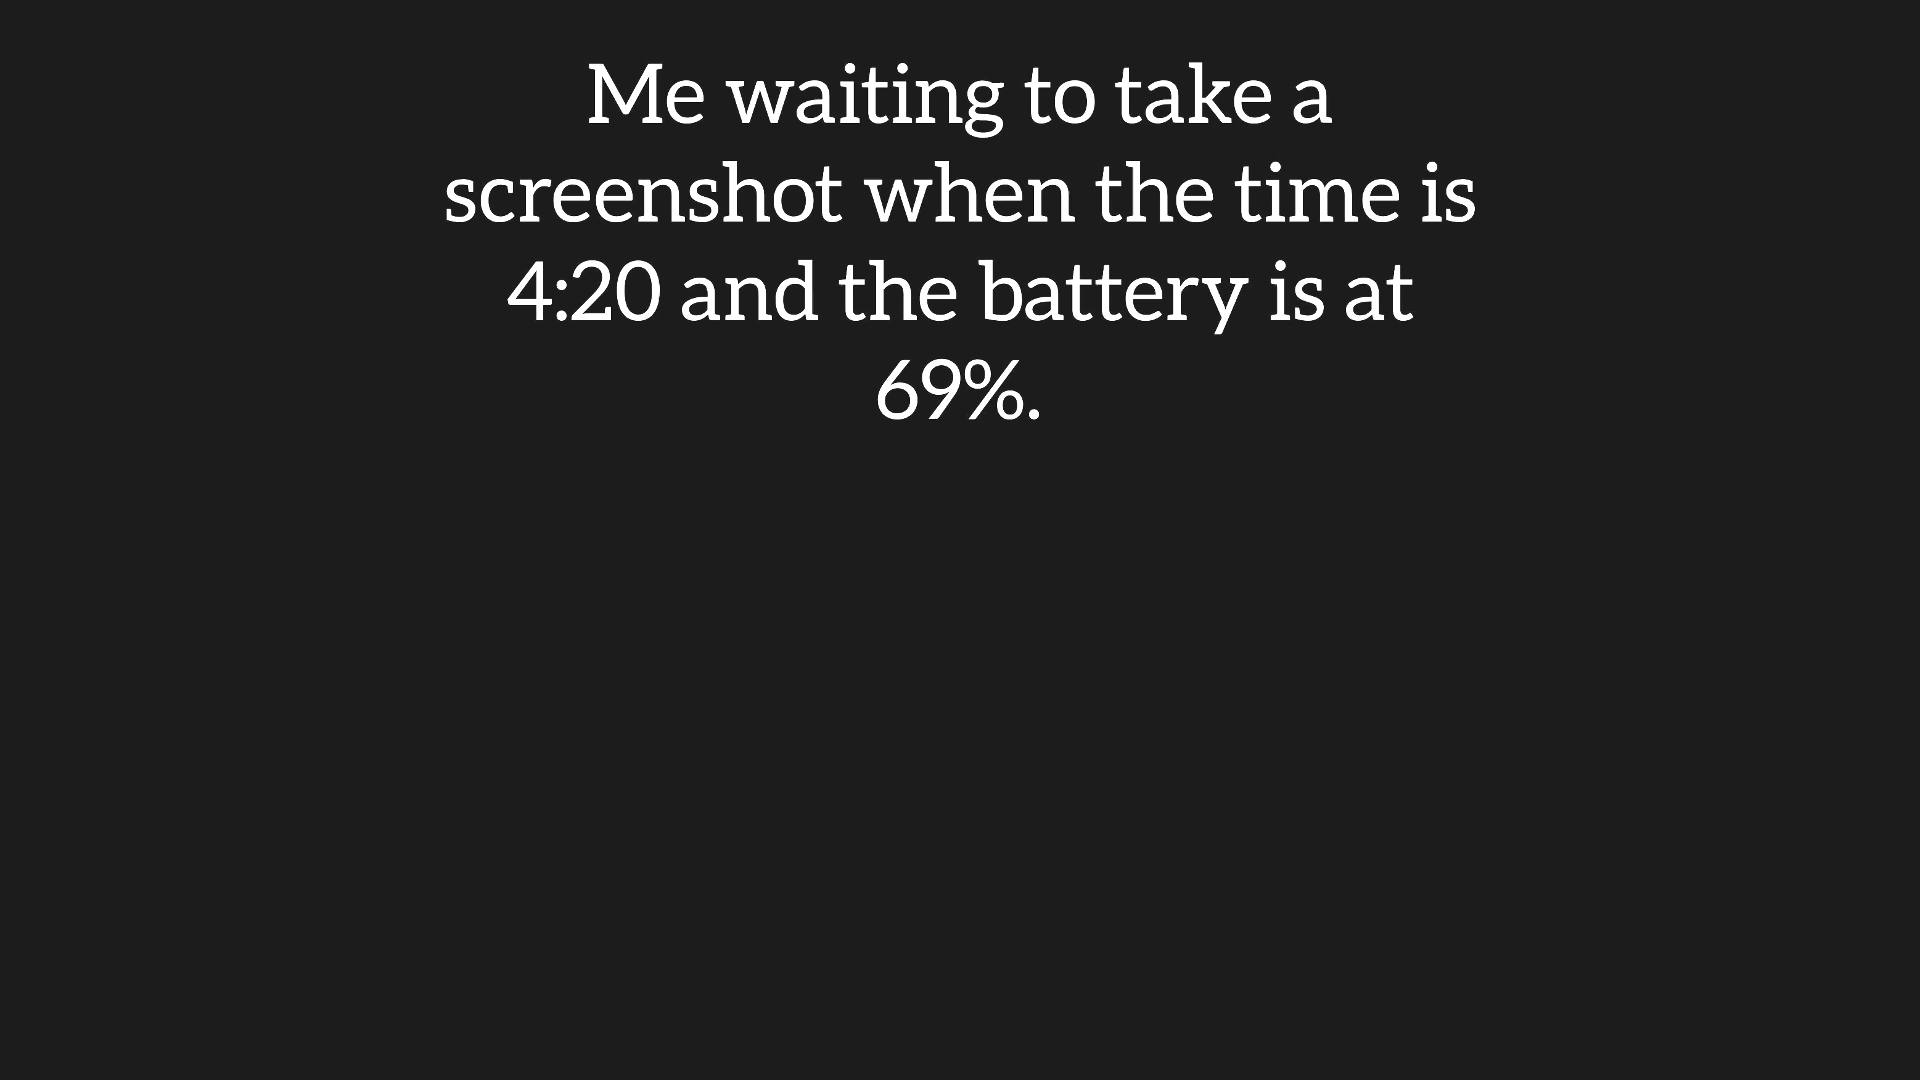 Me waiting to take a
screenshot when the time is
4:20 and the battery is at
69%.